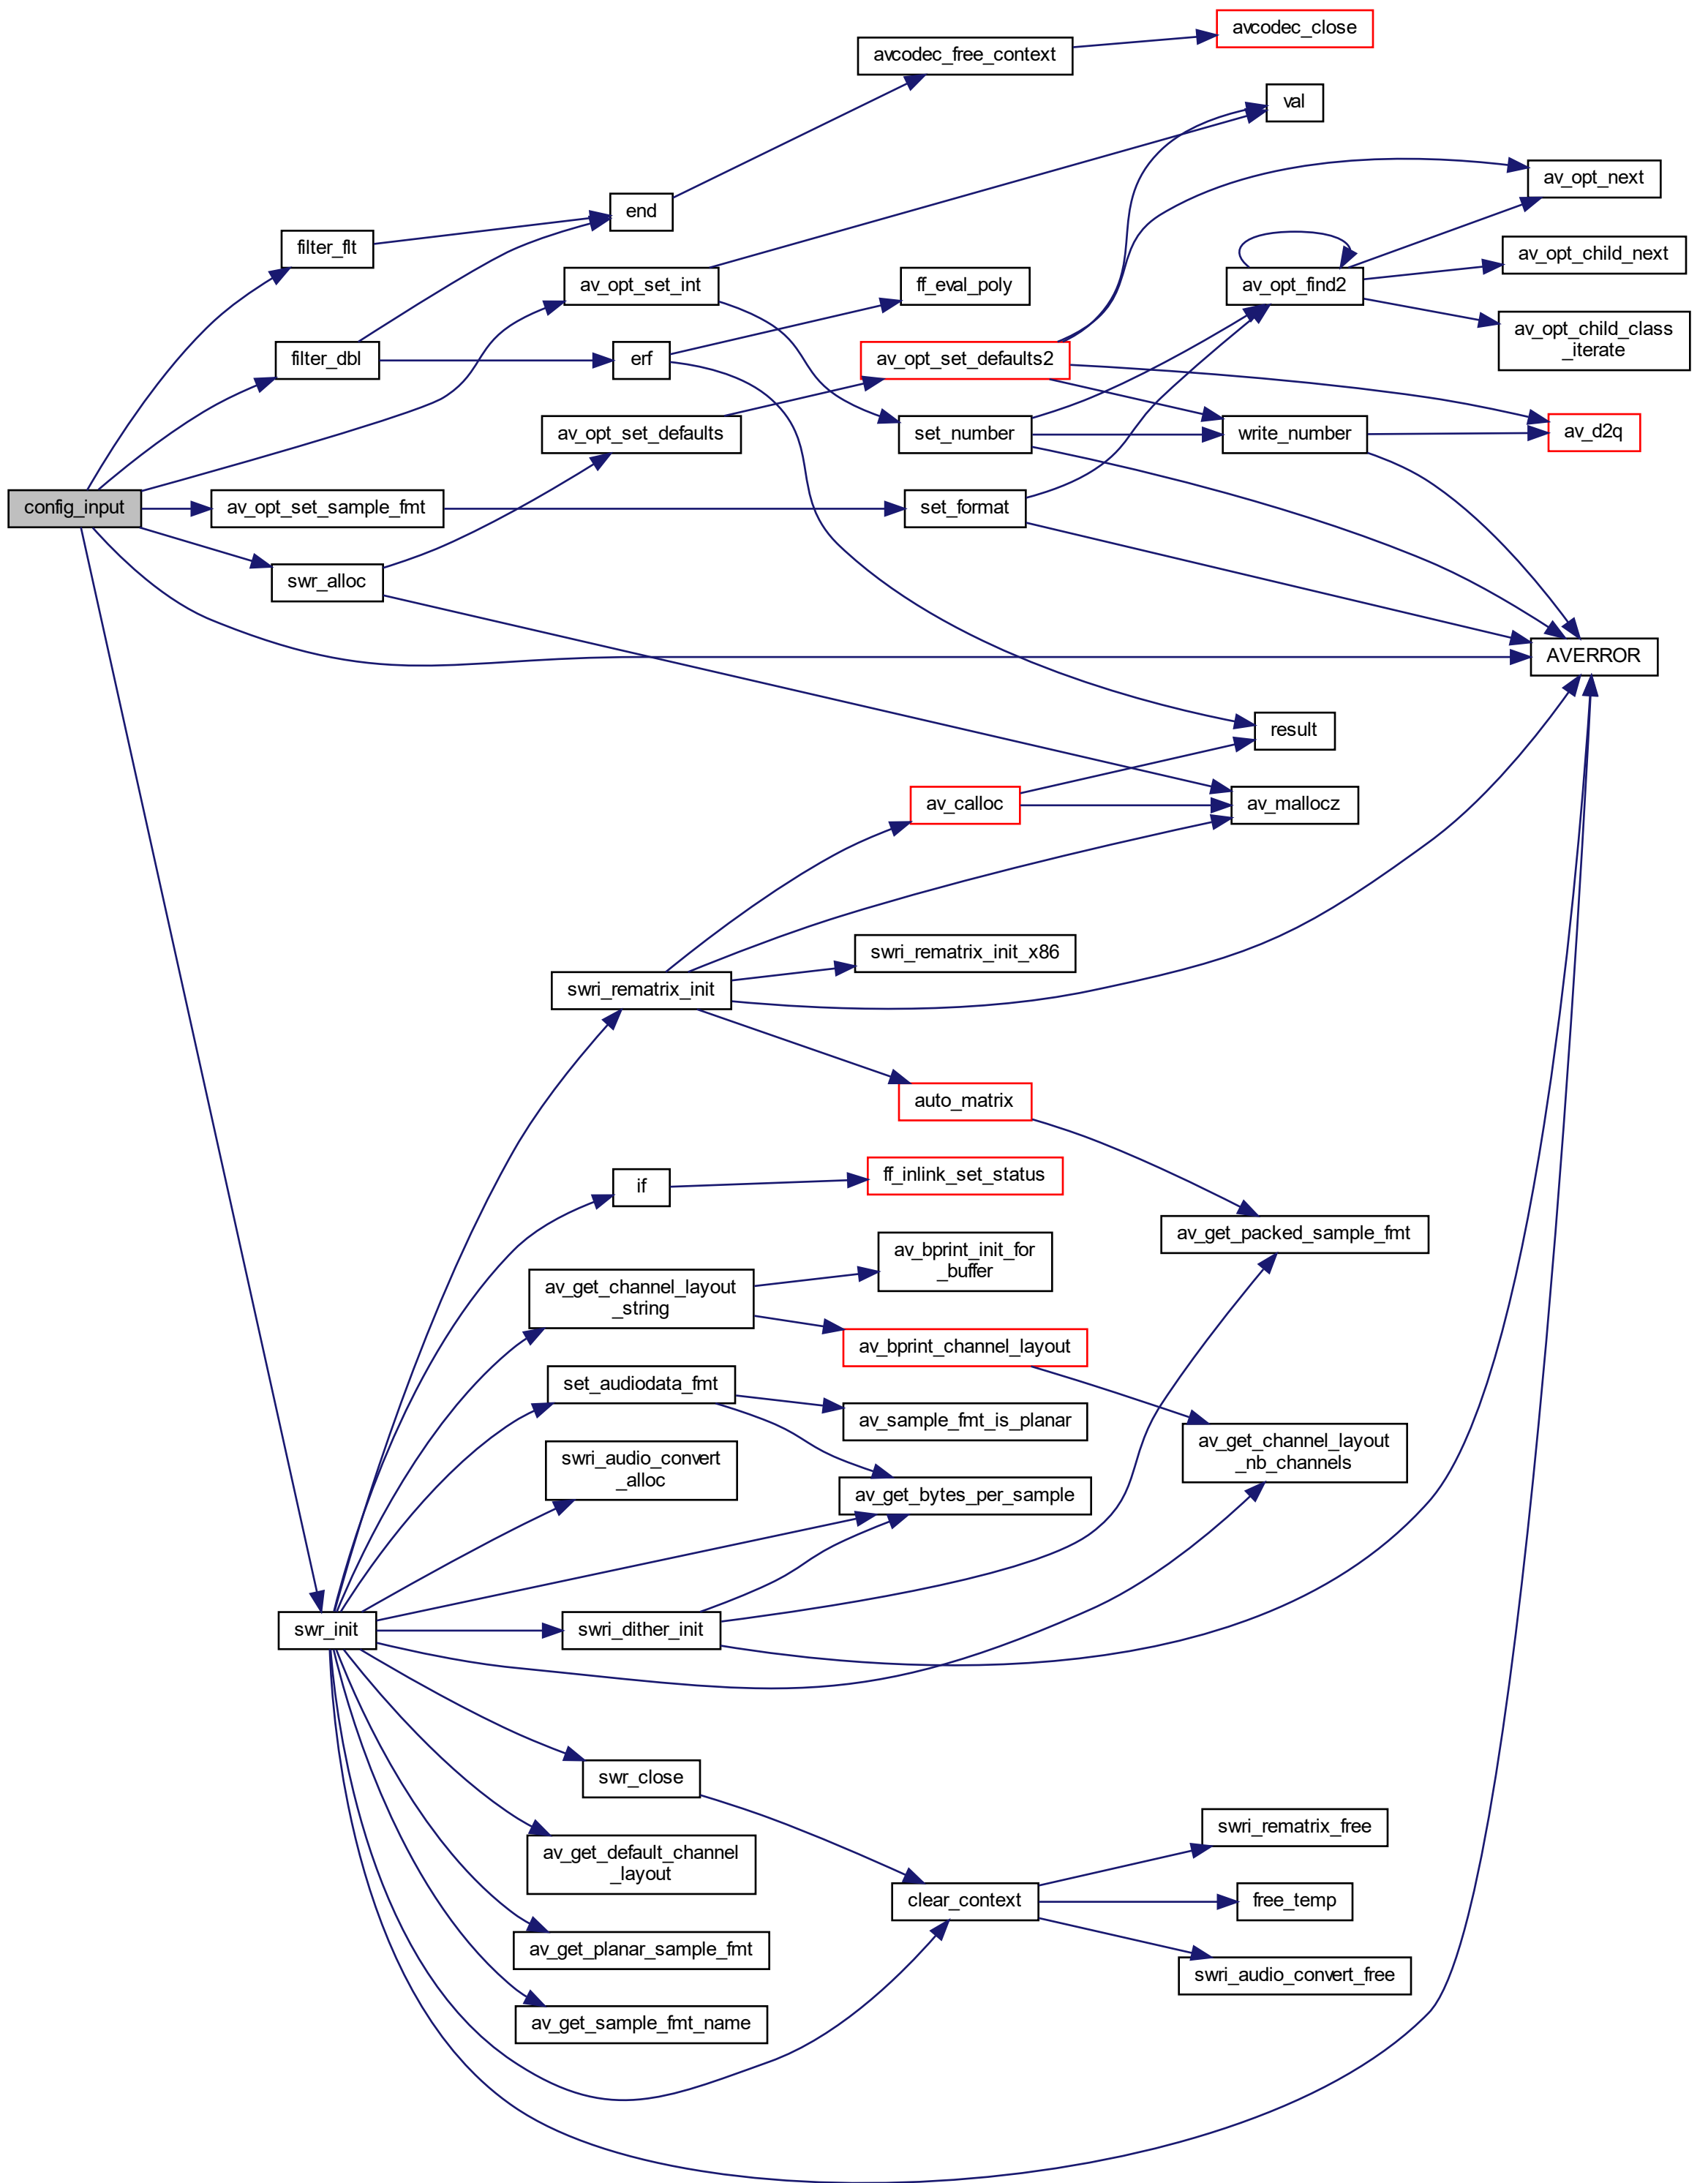 avcodec_close
avcodec_free_context
val
av_opt_next
end
filter_flt
av_opt_child_next
av_opt_set_int
ff_eval_poly
av_opt_find2
av_opt_child_class
_iterate
filter_dbl
erf
av_opt_set_defaults2
av_opt_set_defaults
set_number
write_number
av_d2q
config_input
av_opt_set_sample_fmt
set_format
swr_alloc
AVERROR
result
av_calloc
av_mallocz
swri_rematrix_init_x86
swri_rematrix_init
auto_matrix
if
ff_inlink_set_status
av_get_packed_sample_fmt
av_bprint_init_for
_buffer
av_get_channel_layout
_string
av_bprint_channel_layout
set_audiodata_fmt
av_sample_fmt_is_planar
av_get_channel_layout
_nb_channels
swri_audio_convert
_alloc
av_get_bytes_per_sample
swr_init
swri_dither_init
swr_close
swri_rematrix_free
av_get_default_channel
_layout
clear_context
free_temp
av_get_planar_sample_fmt
swri_audio_convert_free
av_get_sample_fmt_name